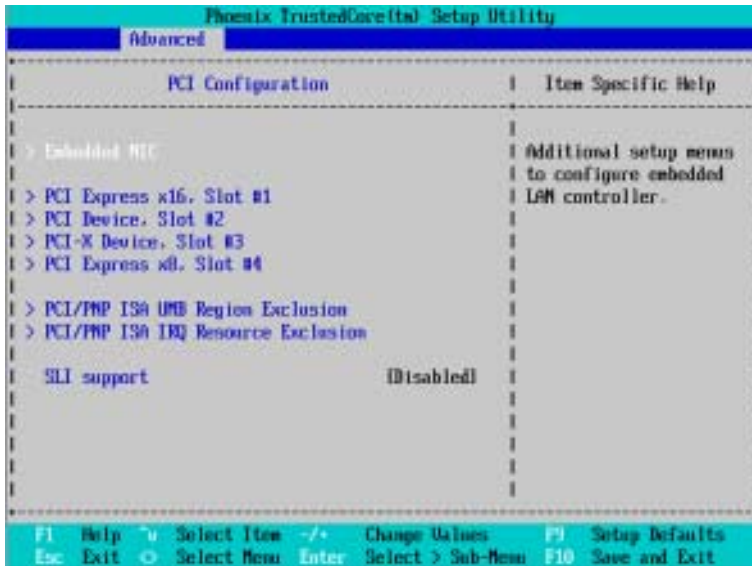 Phoenix TrustedCore(tm) Setup Utility
Advanced
PCI Configuration
Item Specific Help
> Embedded NIC
Additional setup menus
to configure embedded
LAN controller.
> PCI Express x16, Slot #1
> PCI Device, Slot #2
> PCI-X Device, Slot #3
> PCI Express x8, Slot #4
> PCI/PNP ISA UMB Region Exclusion
> PCI/PNP ISA IRQ Resource Exclusion
SLI support [Disabled]
F1 Help ^v Select Item -/+ Change Values F9 Setup Defaults
Esc Exit <> Select Menu Enter Select > Sub-Menu F10 Save and Exit